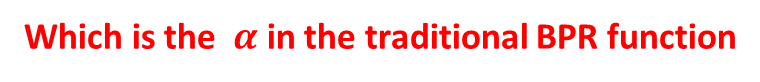 Which is the α in the traditional BPR function